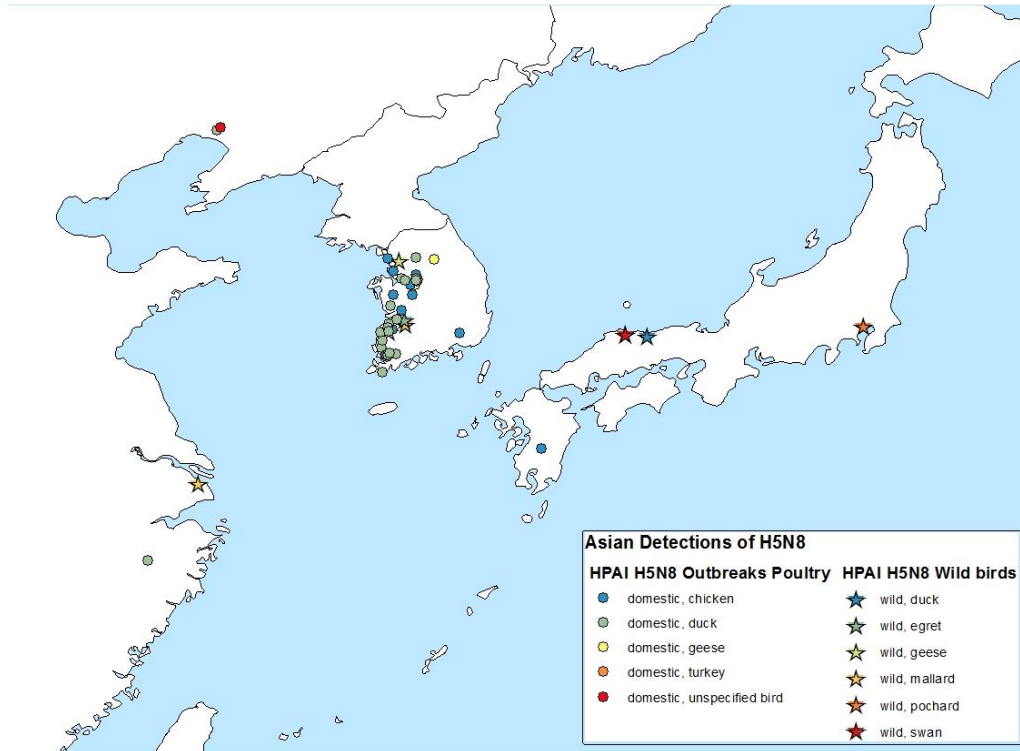 Asian Detections of H5N8
HPAI H5N8 Outbreaks Poultry
domestic, chicken
domestic, duck
domestic, geese
domestic, turkey
domestic, unspecified bird
HPAI H5N8 Wild birds
wild, duck
wild, egret
wild, geese
wild, mallard
wild, pochard
wild, swan